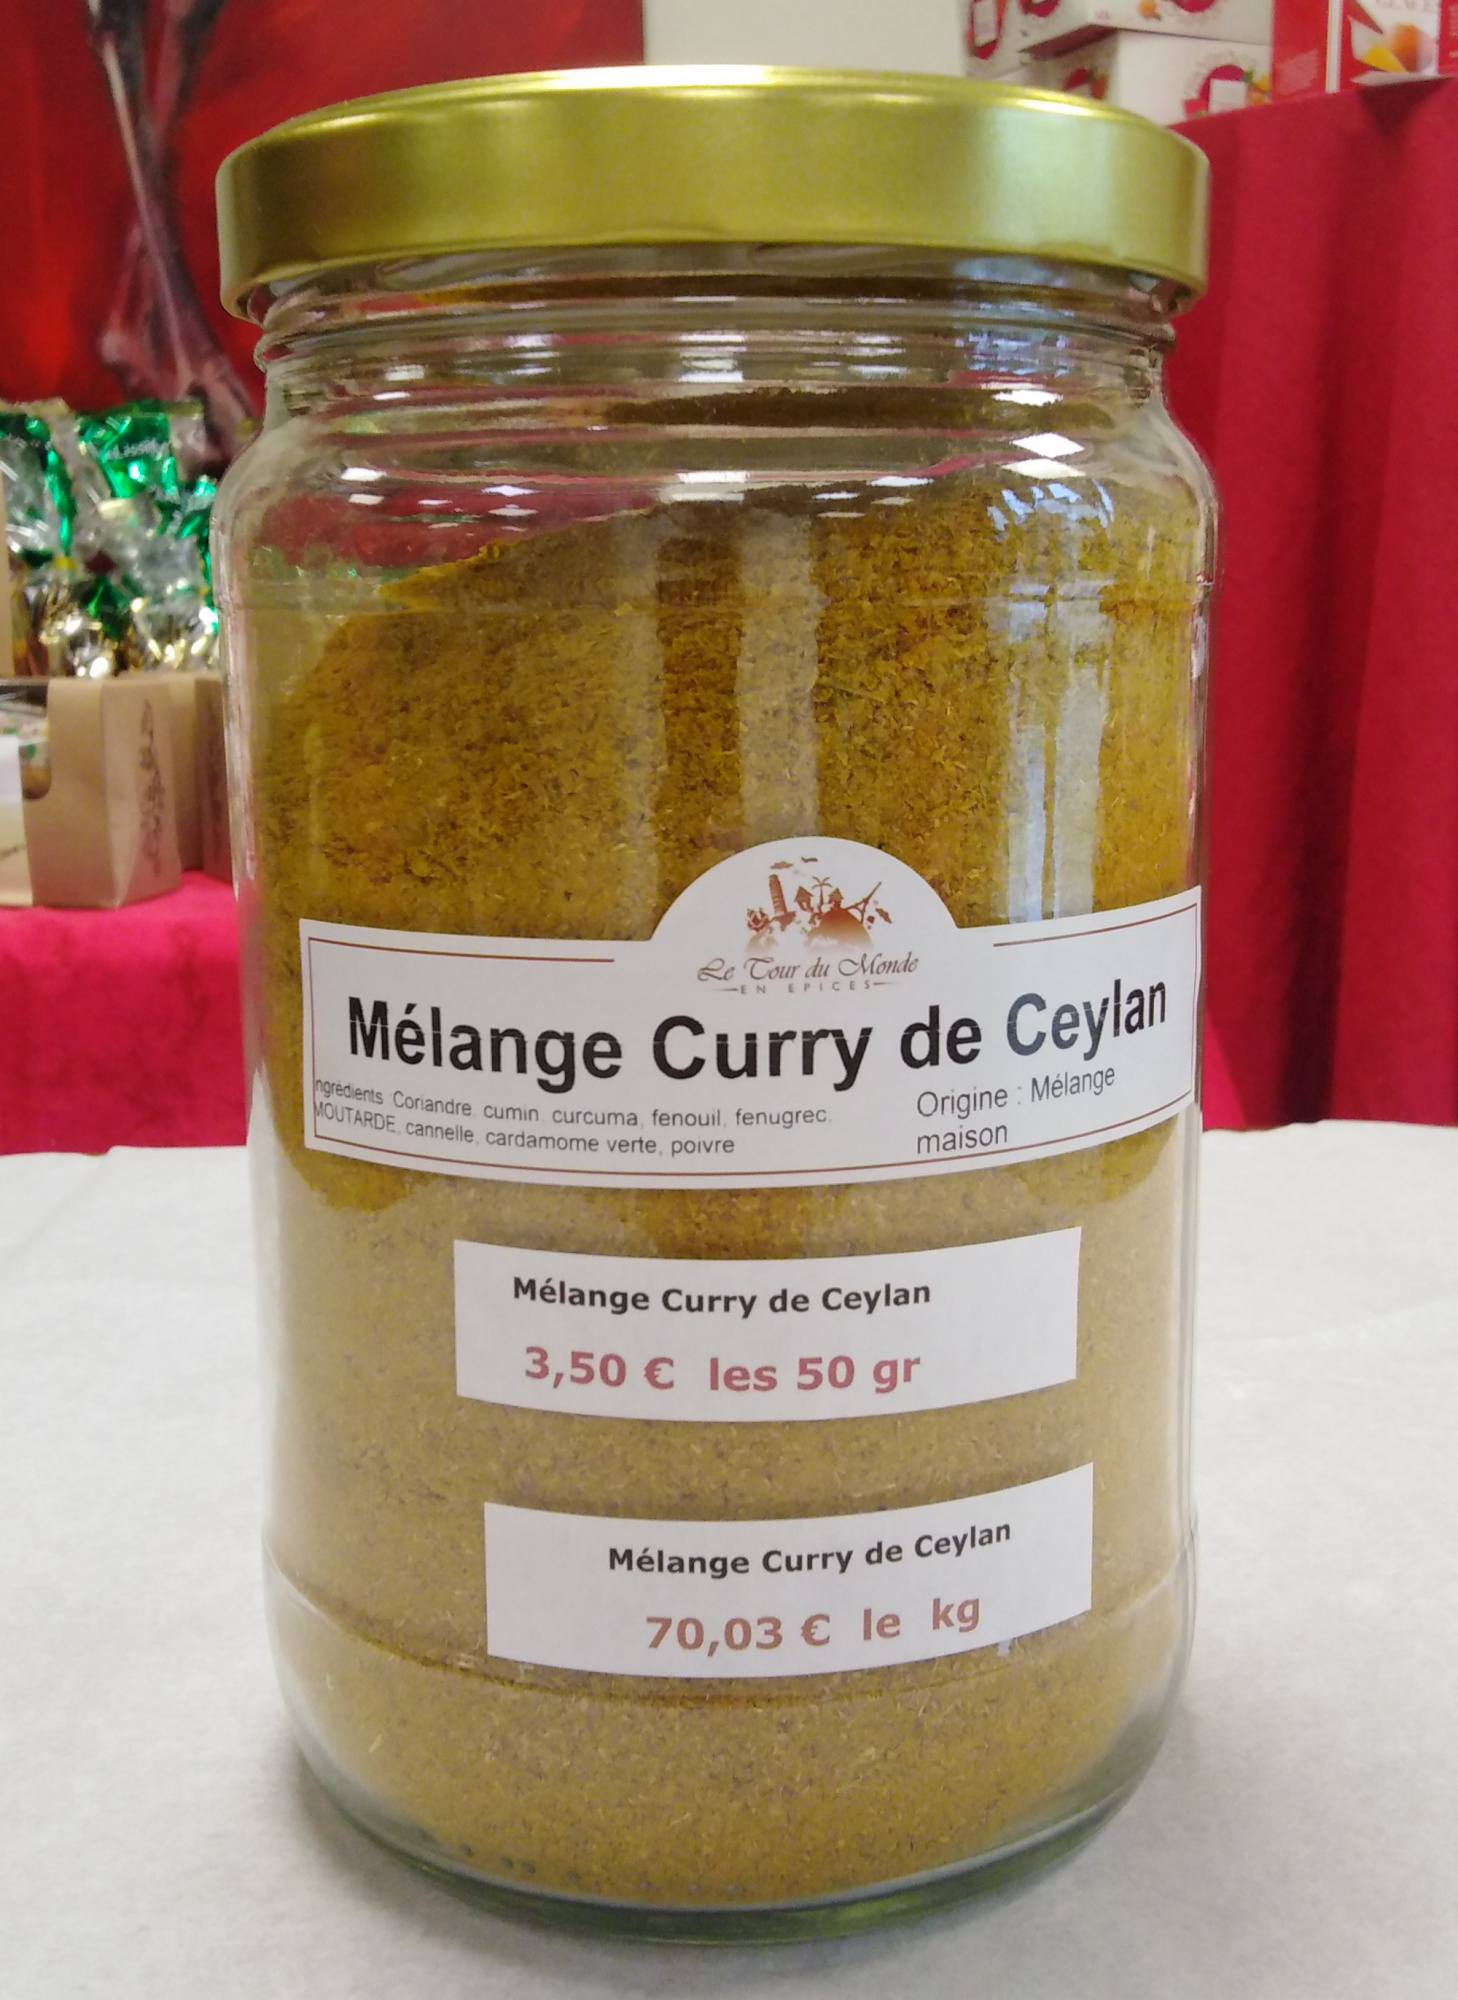 Le Tour du Monde
EN EPICES
Mélange Curry de Ceylan
ngrédients Coriandre, cumin, curcuma, fenouil, fenugrec,
MOUTARDE, cannelle, cardamome verte, poivre
Origine : Mélange
maison
Mélange Curry de Ceylan
3,50 € les 50 gr
Mélange Curry de Ceylan
70,03 € le kg